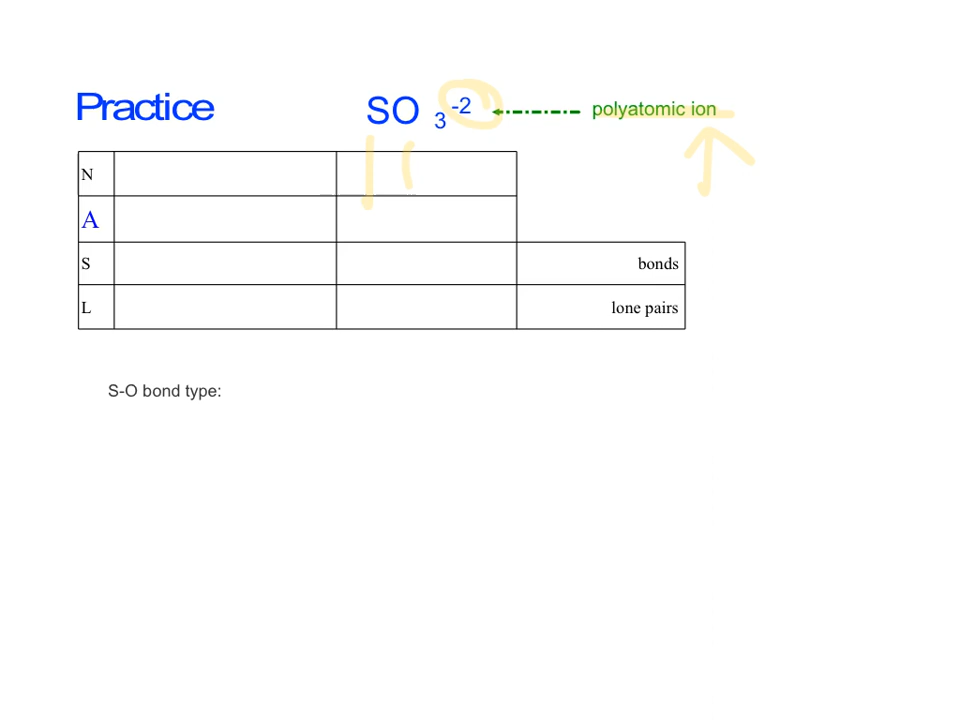 Practice SO 3 -2 polyatomic ion
N
A
S bonds
L lone pairs
S-O bond type: